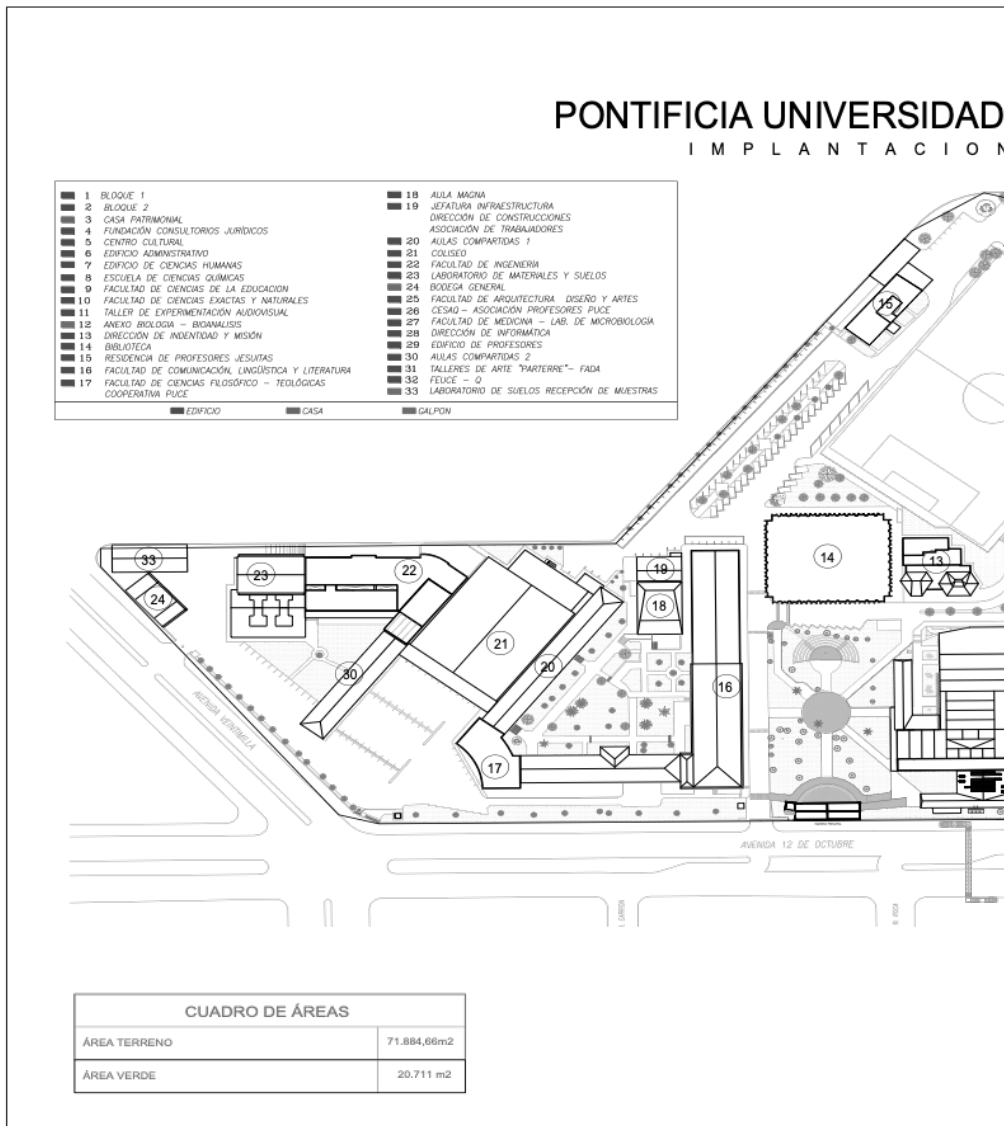 PONTIFICIA UNIVERSIDAD
IMPLANTACION
1 BLOQUE 1
2 BLOQUE 2
3 CASA PATRIMONIAL
4 FUNDACIÓN CONSULTORIOS JURÍDICOS
5 CENTRO CULTURAL
6 EDIFICIO ADMINISTRATIVO
7 EDIFICIO DE CIENCIAS HUMANAS
8 ESCUELA DE CIENCIAS QUÍMICAS
9 FACULTAD DE CIENCIAS DE LA EDUCACION
10 FACULTAD DE CIENCIAS EXACTAS Y NATURALES
11 TALLER DE EXPERIMENTACIÓN AUDIOVISUAL
12 ANEXO BIOLOGIA – BIOANALISIS
13 DIRECCIÓN DE INDENTIDAD Y MISIÓN
14 BIBLIOTECA
15 RESIDENCIA DE PROFESORES JESUITAS
16 FACULTAD DE COMUNICACIÓN, LINGÜÍSTICA Y LITERATURA
17 FACULTAD DE CIENCIAS FILOSÓFICO – TEOLÓGICAS
COOPERATIVA PUCE
18 AULA MAGNA
19 JEFATURA INFRAESTRUCTURA
DIRECCIÓN DE CONSTRUCCIONES
ASOCIACIÓN DE TRABAJADORES
20 AULAS COMPARTIDAS 1
21 COLISEO
22 FACULTAD DE INGENIERÍA
23 LABORATORIO DE MATERIALES Y SUELOS
24 BODEGA GENERAL
25 FACULTAD DE ARQUITECTURA DISEÑO Y ARTES
26 CESAQ – ASOCIACIÓN PROFESORES PUCE
27 FACULTAD DE MEDICINA – LAB. DE MICROBIOLOGÍA
28 DIRECCIÓN DE INFORMÁTICA
29 EDIFICIO DE PROFESORES
30 AULAS COMPARTIDAS 2
31 TALLERES DE ARTE "PARTERRE"– FADA
32 FEUCE – Q
33 LABORATORIO DE SUELOS RECEPCIÓN DE MUESTRAS
EDIFICIO CASA GALPON
15
33
24
23
22
21
30
20
17
19
18
16
14
13
AVENIDA VEINTIMILLA
AVENIDA 12 DE OCTUBRE
CUADRO DE ÁREAS
ÁREA TERRENO 71.884,66m2
ÁREA VERDE 20.711 m2